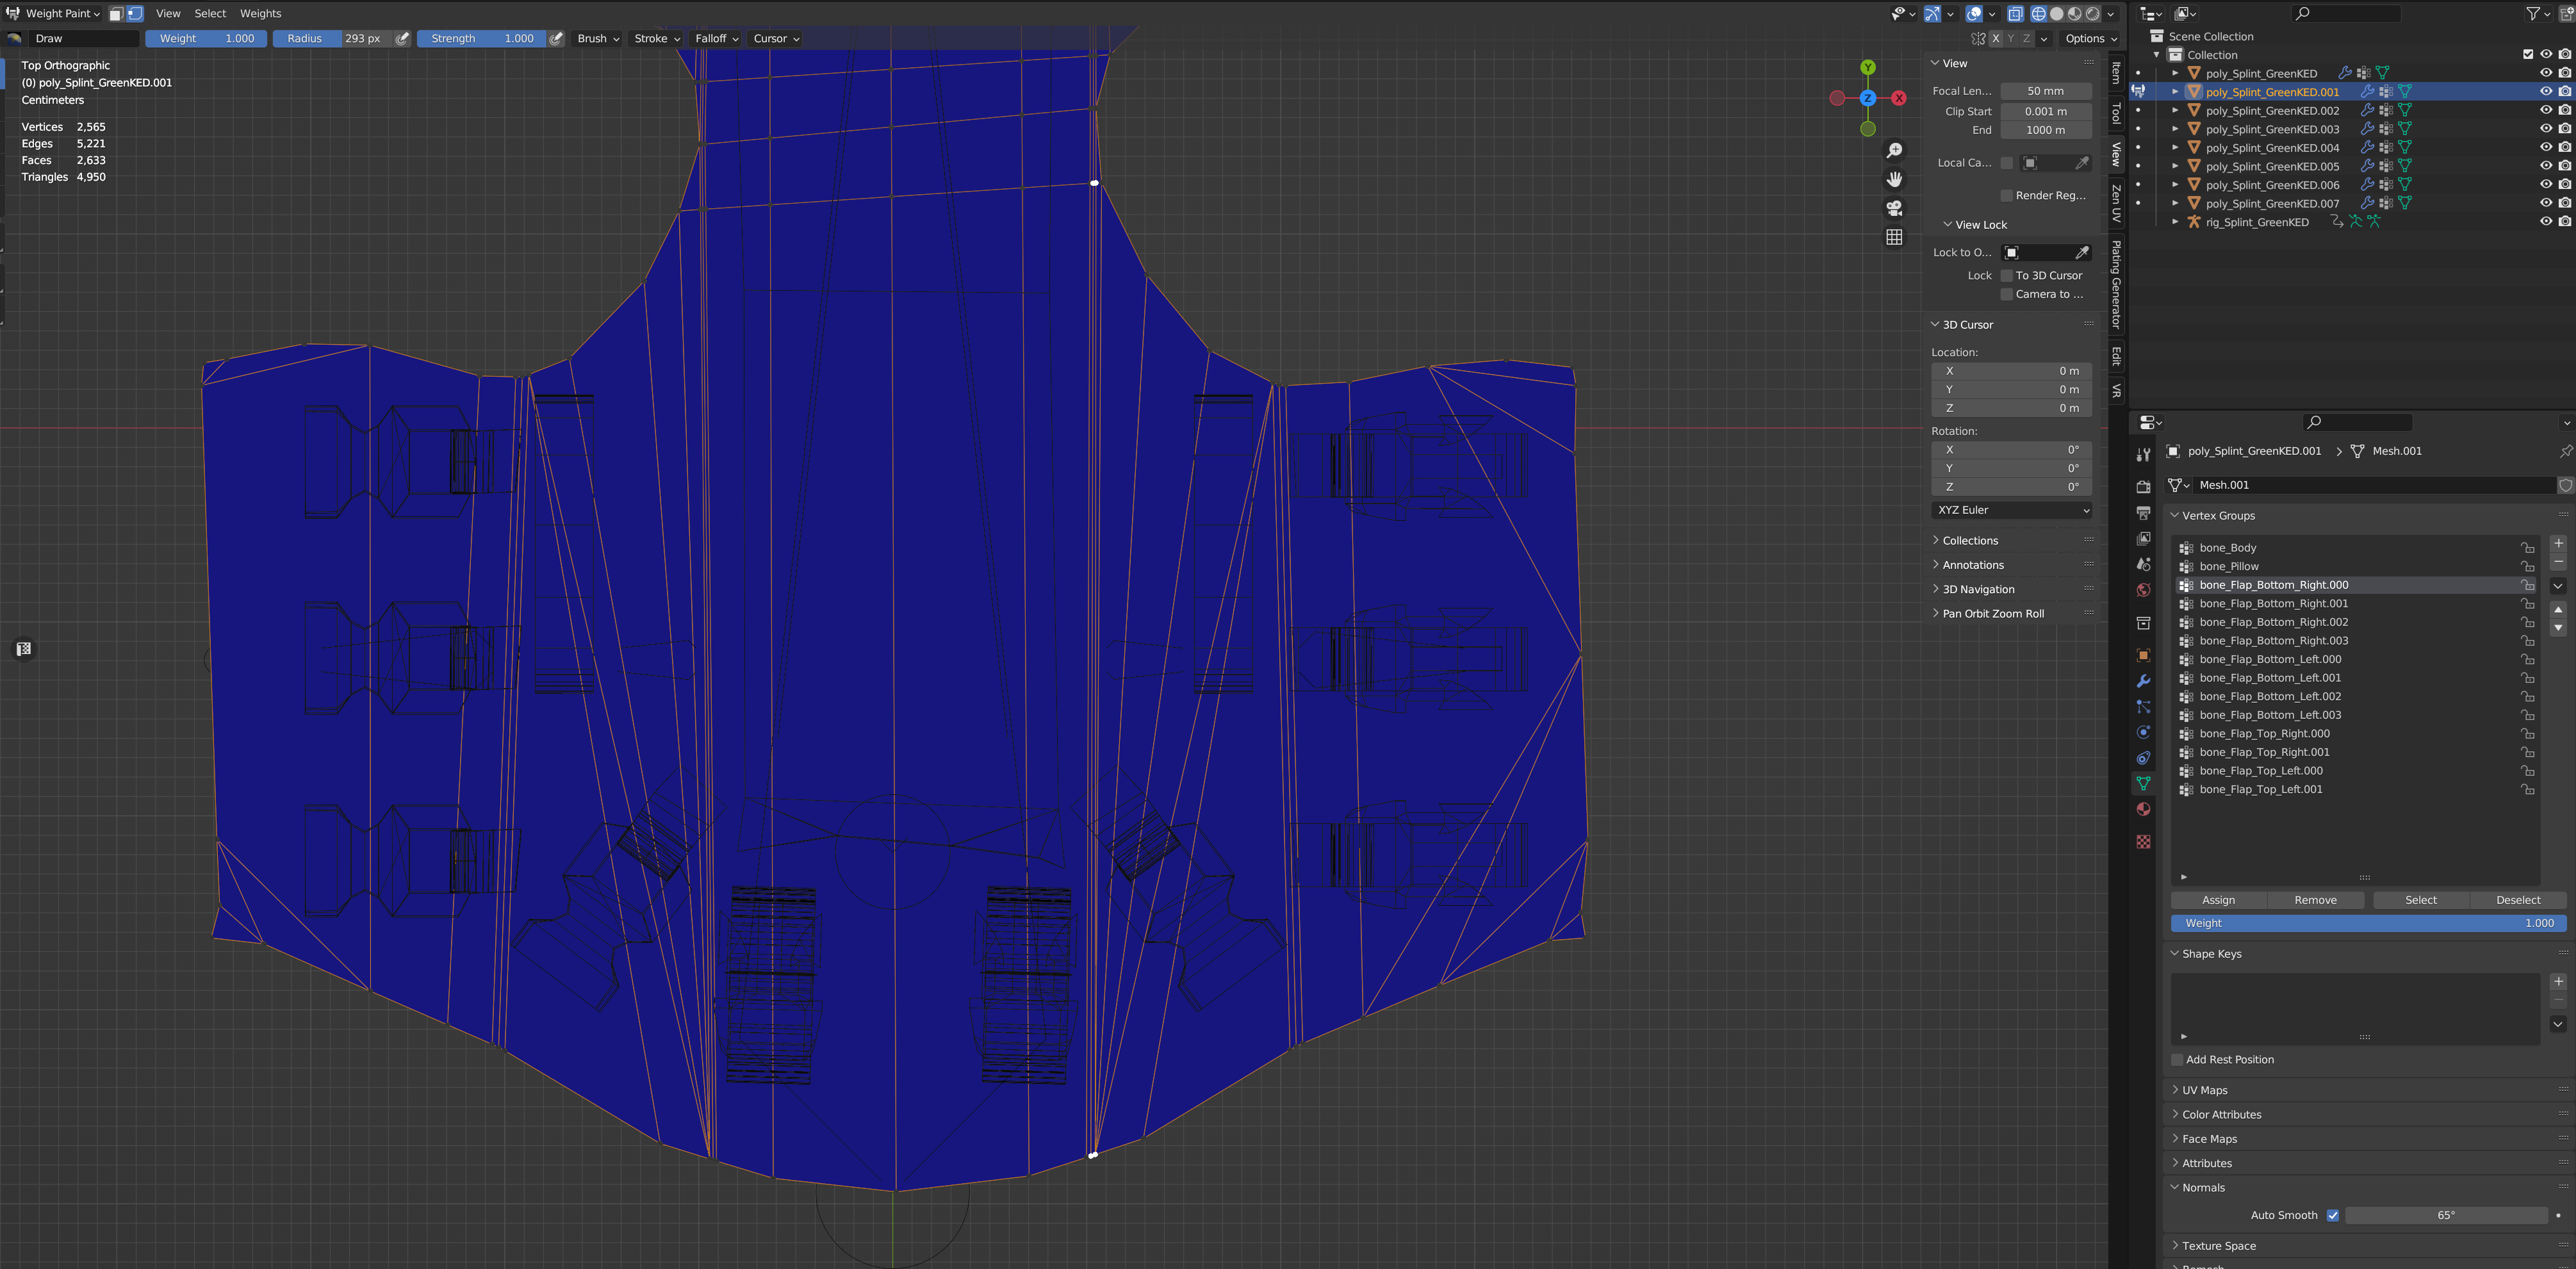 Weight Paint View Select Weights
Draw Weight 1.000 Radius 293 px Strength 1.000 Brush Stroke Falloff Cursor X Y Z Options
Top Orthographic
(0) poly_Splint_GreenKED.001
Centimeters
Vertices 2,565
Edges 5,221
Faces 2,633
Triangles 4,950
Y
Z X
View
Focal Len... 50 mm
Clip Start 0.001 m
End 1000 m
Local Ca...
Render Reg...
View Lock
Lock to O...
Lock To 3D Cursor
Camera to ...
3D Cursor
Location:
X 0 m
Y 0 m
Z 0 m
Rotation:
X 0°
Y 0°
Z 0°
XYZ Euler
Collections
Annotations
3D Navigation
Pan Orbit Zoom Roll
Item
Tool
View
Zen UV
Plating Generator
Edit
VR
Scene Collection
Collection
poly_Splint_GreenKED
poly_Splint_GreenKED.001
poly_Splint_GreenKED.002
poly_Splint_GreenKED.003
poly_Splint_GreenKED.004
poly_Splint_GreenKED.005
poly_Splint_GreenKED.006
poly_Splint_GreenKED.007
rig_Splint_GreenKED
poly_Splint_GreenKED.001 Mesh.001
Mesh.001
Vertex Groups
bone_Body
bone_Pillow
bone_Flap_Bottom_Right.000
bone_Flap_Bottom_Right.001
bone_Flap_Bottom_Right.002
bone_Flap_Bottom_Right.003
bone_Flap_Bottom_Left.000
bone_Flap_Bottom_Left.001
bone_Flap_Bottom_Left.002
bone_Flap_Bottom_Left.003
bone_Flap_Top_Right.000
bone_Flap_Top_Right.001
bone_Flap_Top_Left.000
bone_Flap_Top_Left.001
Assign Remove Select Deselect
Weight 1.000
Shape Keys
Add Rest Position
UV Maps
Color Attributes
Face Maps
Attributes
Normals
Auto Smooth 65°
Texture Space